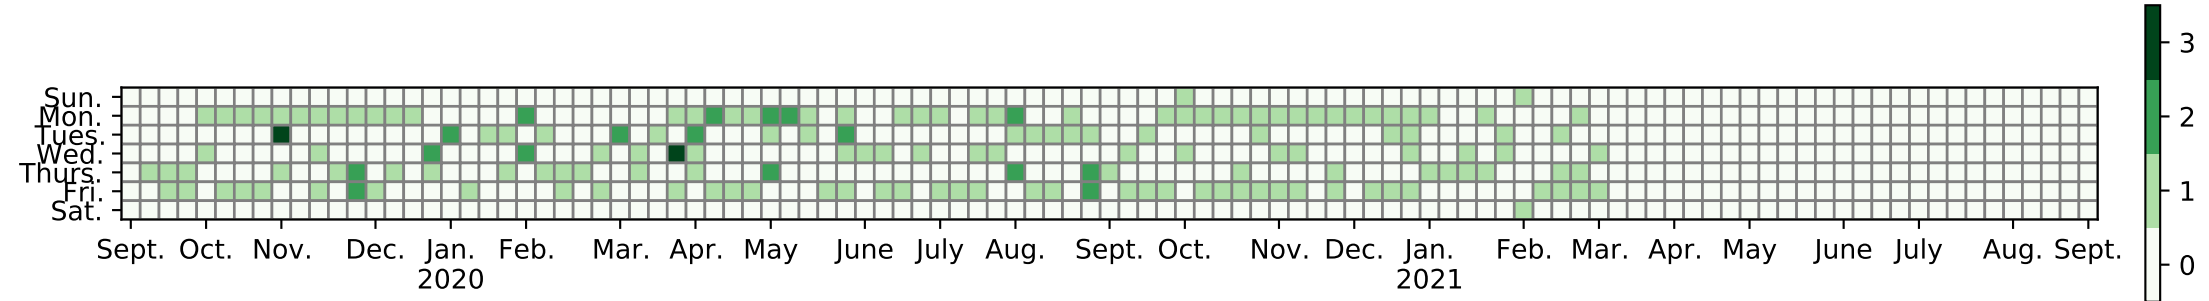 3
2
1
0
Sun.
Mon.
Tues.
Wed.
Thurs.
Fri.
Sat.
Sept. Oct. Nov. Dec. Jan. Feb. Mar. Apr. May June July Aug. Sept. Oct. Nov. Dec. Jan. Feb. Mar. Apr. May June July Aug. Sept.
2020 2021